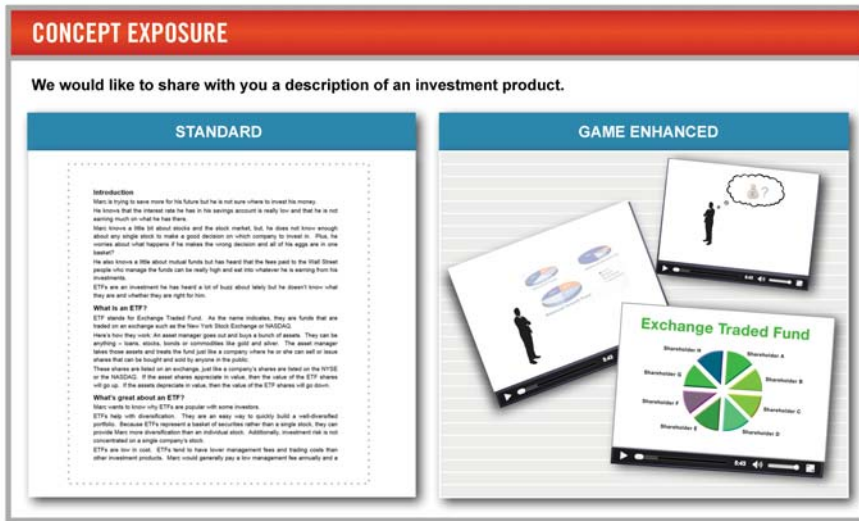 CONCEPT EXPOSURE
We would like to share with you a description of an investment product.
STANDARD
Introduction
Marc is trying to save more for his future but he is not sure where to invest his money.
He knows that the interest rate he has in his savings account is really low and that he is not
earning much on what he has there.
Marc knows a little bit about stocks and the stock market, but, he does not know enough
about any single stock to make a good decision on which company to invest in. Plus, he
worries about what happens if he makes the wrong decision and all of his eggs are in one
basket?
He also knows a little about mutual funds but has heard that the fees paid to the Wall Street
people who manage the funds can be really high and eat into whatever he is earning from his
investments.
ETFs are an investment he has heard a lot of buzz about lately but he doesn't know what
they are and whether they are right for him.
What is an ETF?
ETF stands for Exchange Traded Fund. As the name indicates, they are funds that are
traded on an exchange such as the New York Stock Exchange or NASDAQ.
Here's how they work. An asset manager goes out and buys a bunch of assets. They can be
anything – loans, stocks, bonds or commodities like gold and silver. The asset manager
takes those assets and treats the fund just like a company where he or she can sell or issue
shares that can be bought and sold by anyone in the public.
These shares are listed on an exchange, just like a company's shares are listed on the NYSE
or the NASDAQ. If the asset shares appreciate in value, then the value of the ETF shares
will go up. If the assets depreciate in value, then the value of the ETF shares will go down.
What's great about an ETF?
Marc wants to know why ETFs are popular with some investors.
ETFs help with diversification. They are an easy way to quickly build a well-diversified
portfolio. Because ETFs represent a basket of securities rather than a single stock, they can
provide Marc more diversification than an individual stock. Additionally, investment risk is not
concentrated on a single company's stock.
ETFs are low in cost. ETFs tend to have lower management fees and trading costs than
other investment products. Marc would generally pay a low management fee annually and a
GAME ENHANCED
?
Exchange Traded Fund
Shareholder H
Shareholder A
Shareholder G
Shareholder B
Shareholder F
Shareholder C
Shareholder E
Shareholder D
5:43